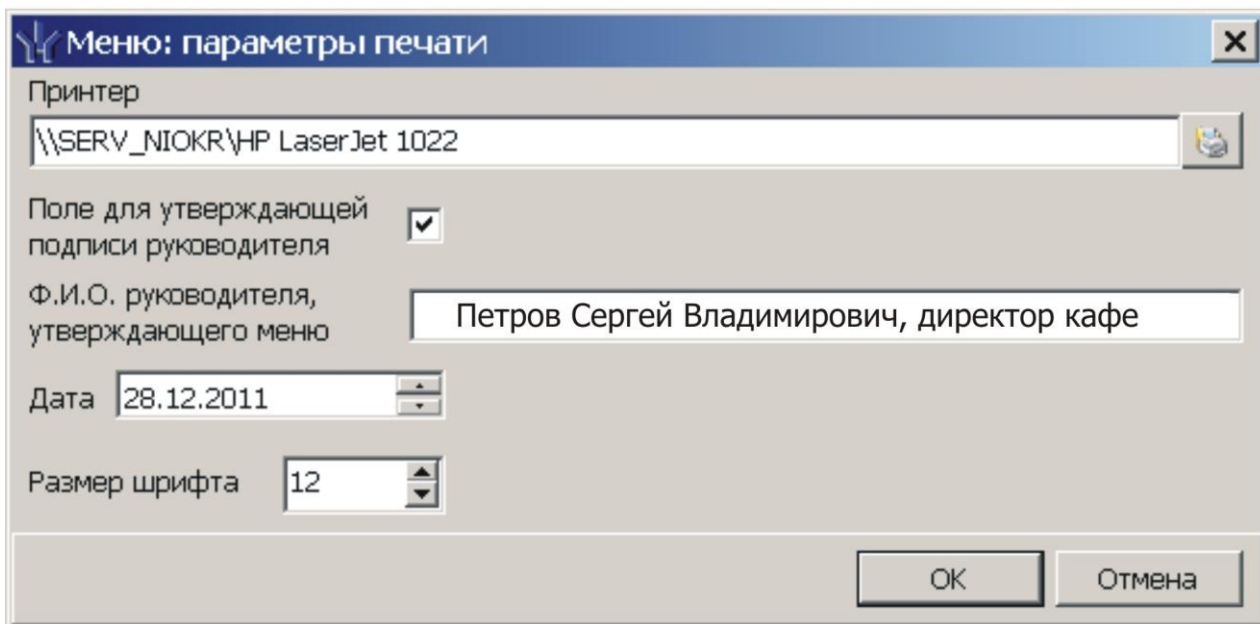 Меню: параметры печати
Принтер
\\SERV_NIOKR\HP LaserJet 1022
Поле для утверждающей
подписи руководителя
Ф.И.О. руководителя,
утверждающего меню
Петров Сергей Владимирович, директор кафе
Дата 28.12.2011
Размер шрифта 12
OK Отмена